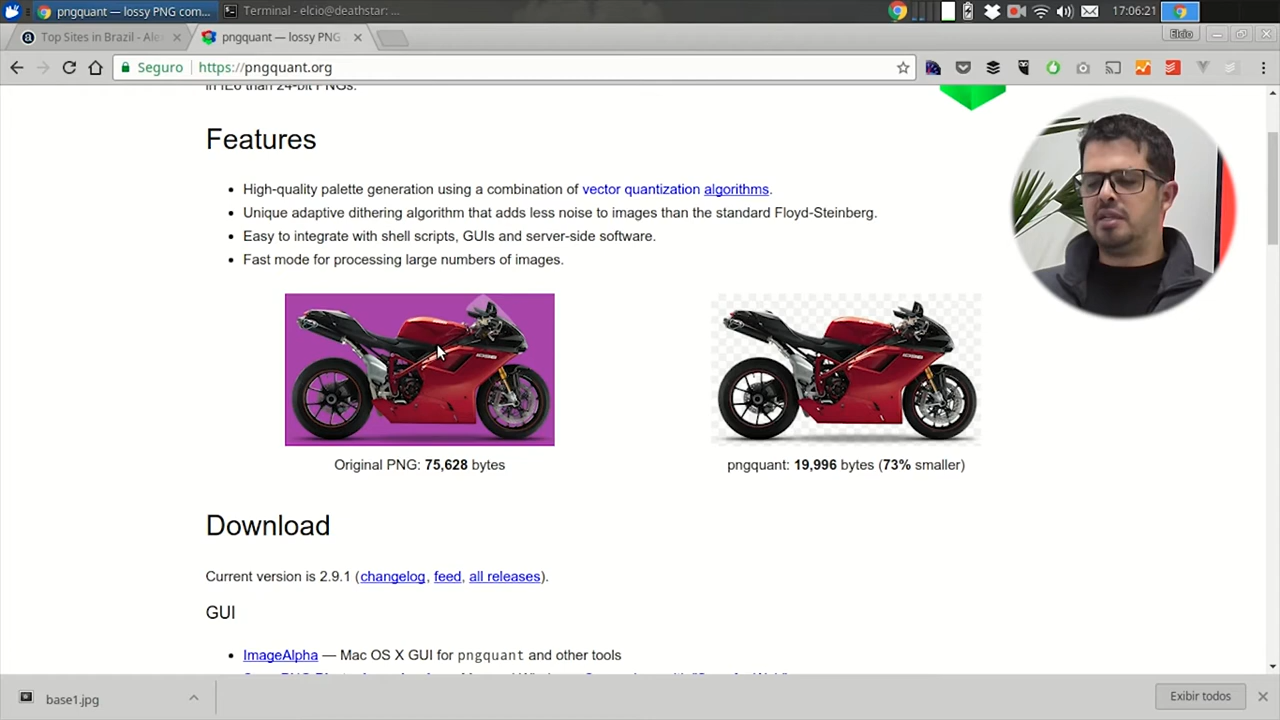 pngquant — lossy PNG com...
Terminal - elcio@deathstar: ...
17:06:21
Top Sites in Brazil - Ale
pngquant — lossy PNG
Elcio
Seguro
https://pngquant.org
in IE6 than 24-bit PNGs.
Features
High-quality palette generation using a combination of vector quantization algorithms.
Unique adaptive dithering algorithm that adds less noise to images than the standard Floyd-Steinberg.
Easy to integrate with shell scripts, GUIs and server-side software.
Fast mode for processing large numbers of images.
Original PNG: 75,628 bytes
pngquant: 19,996 bytes (73% smaller)
Download
Current version is 2.9.1 (changelog, feed, all releases).
GUI
ImageAlpha — Mac OS X GUI for pngquant and other tools
base1.jpg
Exibir todos